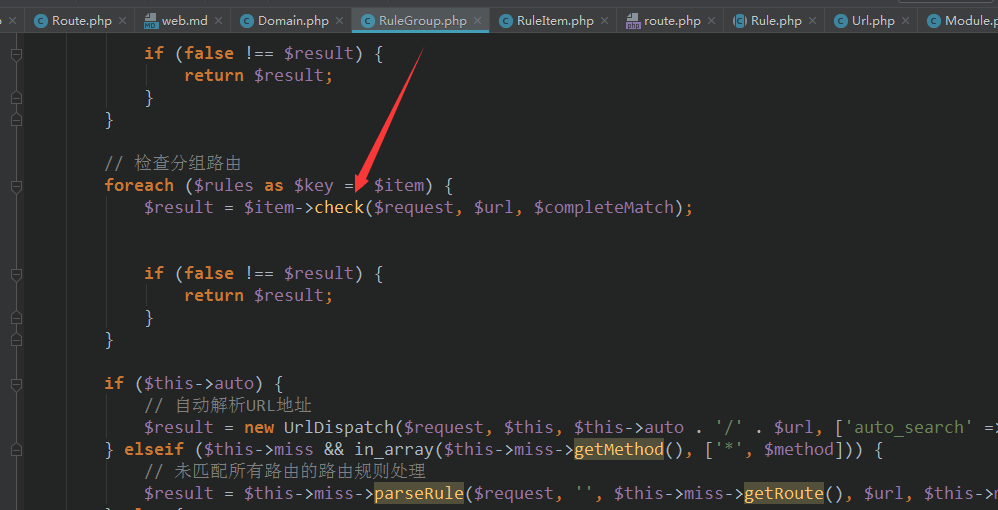 Route.php × web.md × Domain.php × RuleGroup.php × RuleItem.php × route.php × Rule.php × Url.php × Module.p
if (false !== $result) {
return $result;
}
}
// 检查分组路由
foreach ($rules as $key = $item) {
$result = $item->check($request, $url, $completeMatch);
if (false !== $result) {
return $result;
}
}
if ($this->auto) {
// 自动解析URL地址
$result = new UrlDispatch($request, $this, $this->auto . '/' . $url, ['auto_search' =>
} elseif ($this->miss && in_array($this->miss->getMethod(), ['*', $method])) {
// 未匹配所有路由的路由规则处理
$result = $this->miss->parseRule($request, '', $this->miss->getRoute(), $url, $this->m